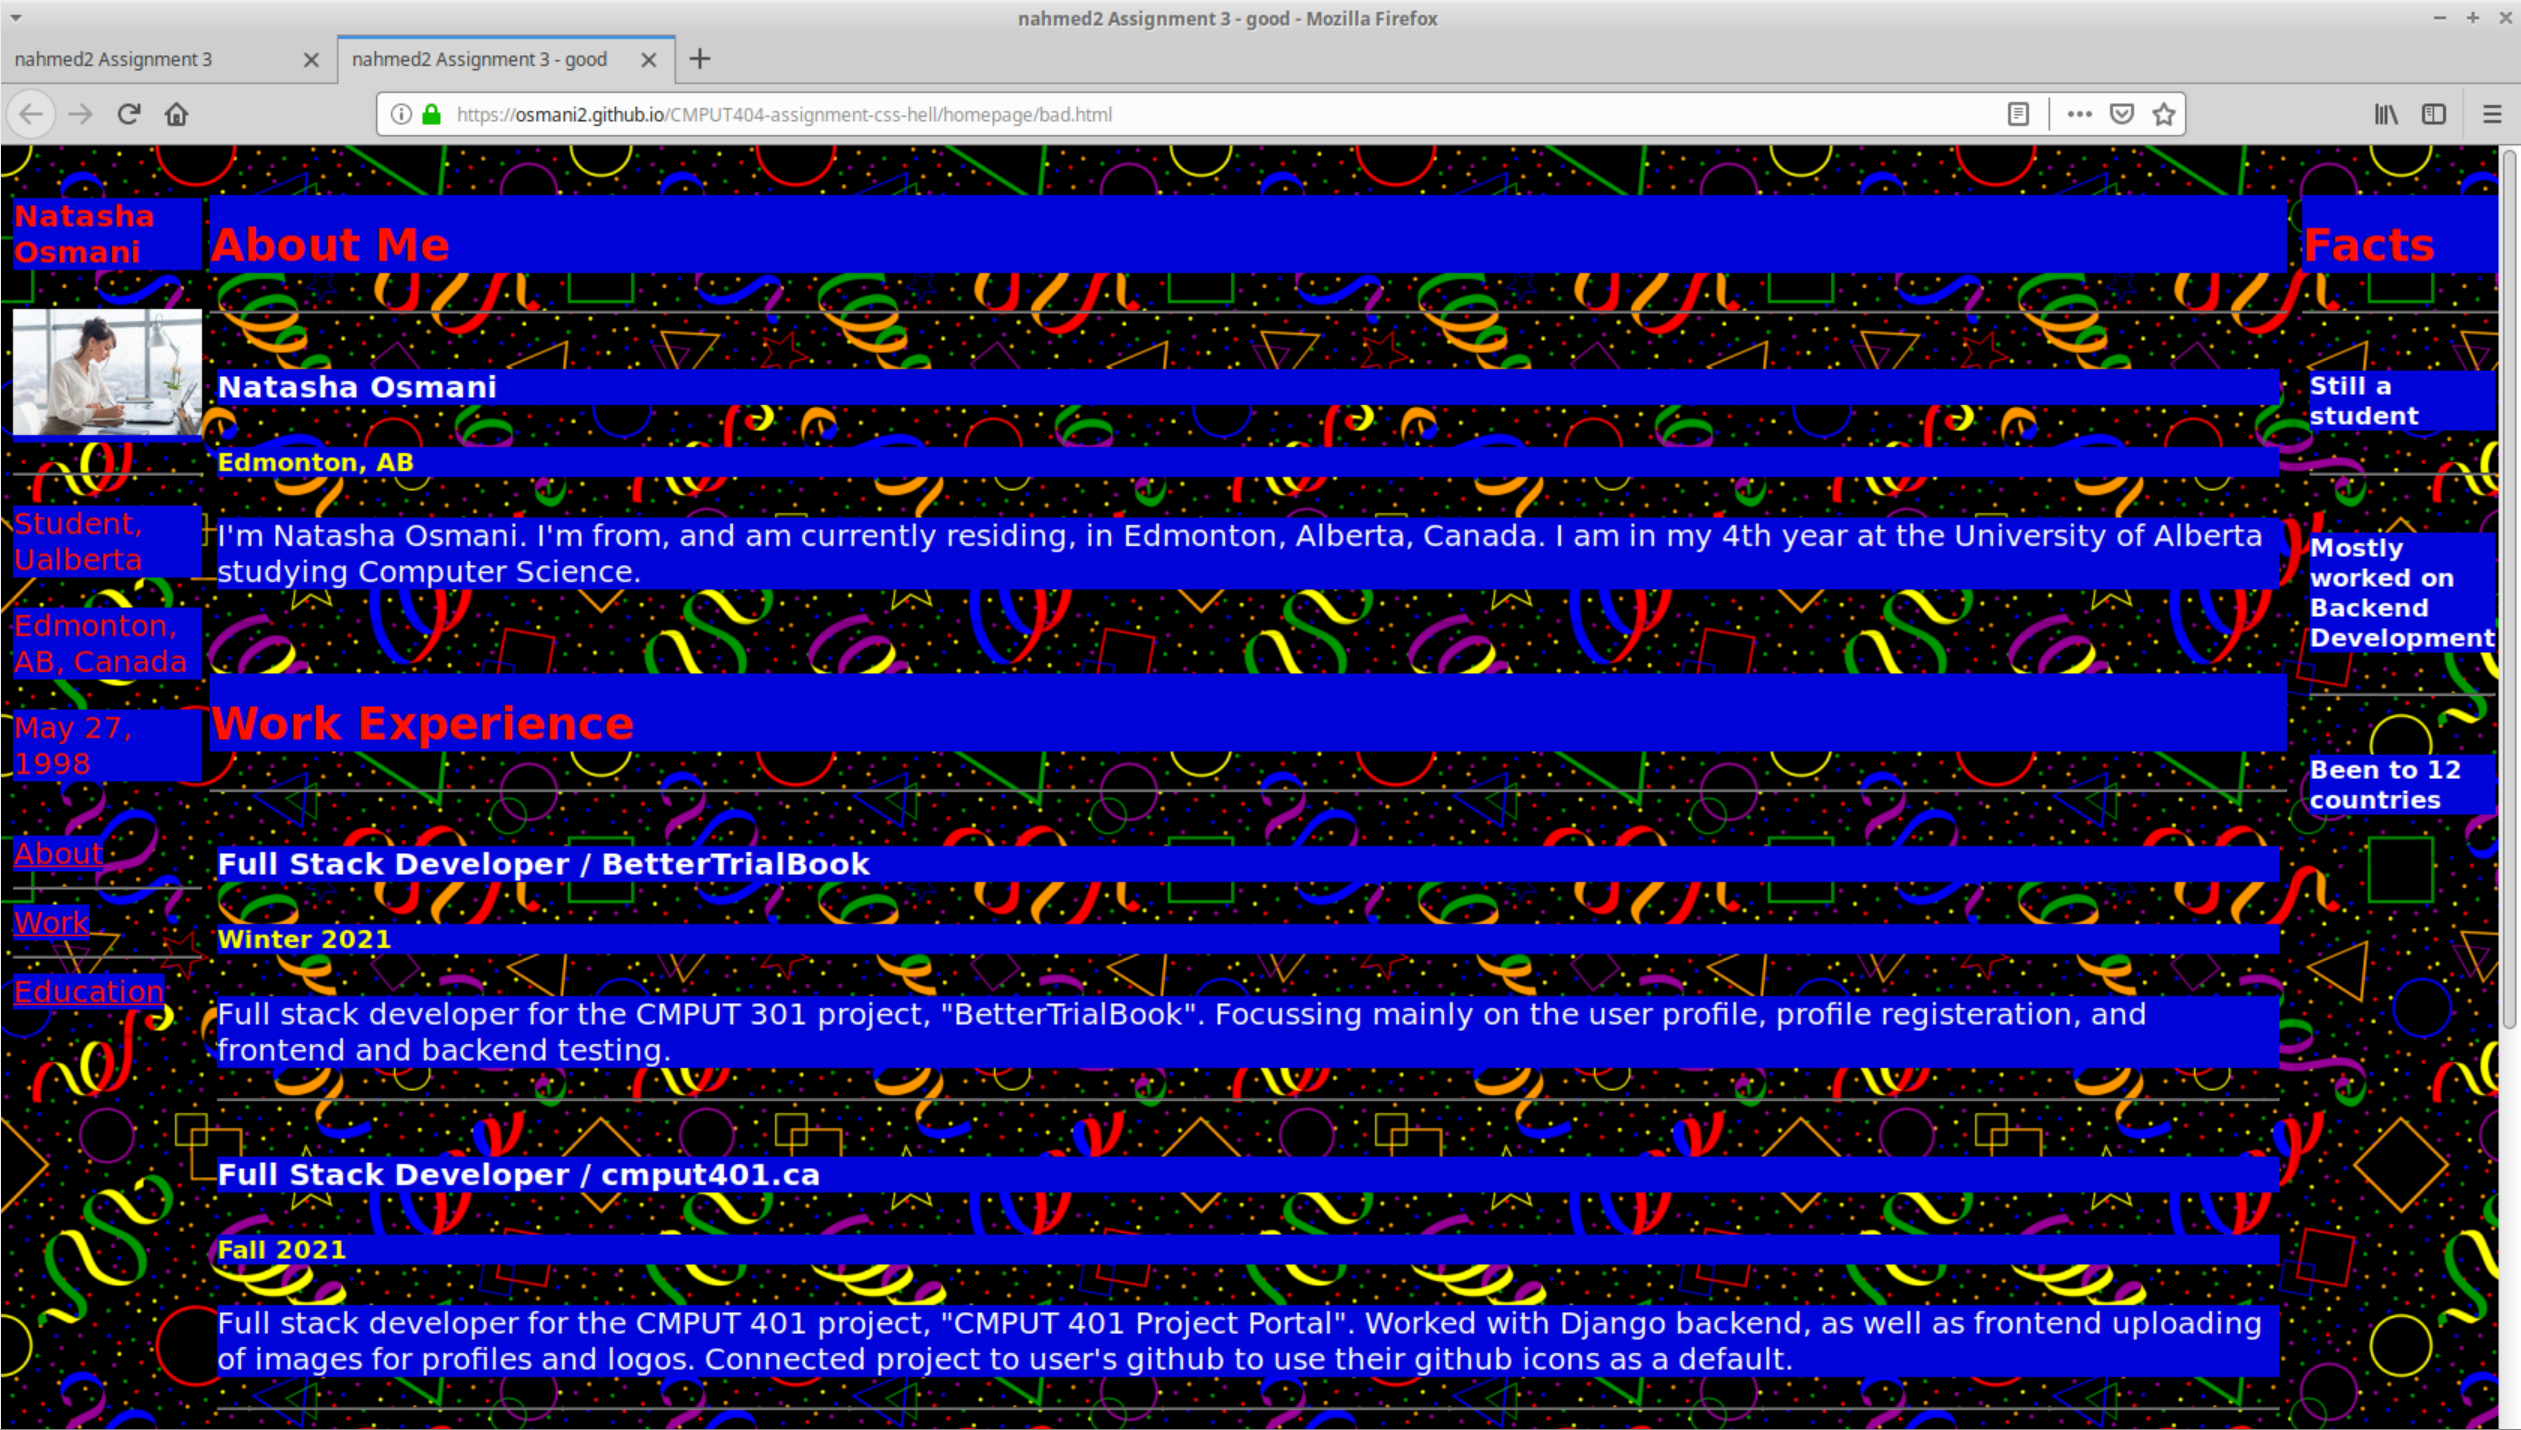 nahmed2 Assignment 3 - good - Mozilla Firefox
nahmed2 Assignment 3
nahmed2 Assignment 3 - good
https://osmani2.github.io/CMPUT404-assignment-css-hell/homepage/bad.html
Natasha
Osmani
Student,
Ualberta
Edmonton,
AB, Canada
May 27,
1998
About
Work
Education
About Me
Natasha Osmani
Edmonton, AB
I'm Natasha Osmani. I'm from, and am currently residing, in Edmonton, Alberta, Canada. I am in my 4th year at the University of Alberta
studying Computer Science.
Work Experience
Full Stack Developer / BetterTrialBook
Winter 2021
Full stack developer for the CMPUT 301 project, "BetterTrialBook". Focussing mainly on the user profile, profile registeration, and
frontend and backend testing.
Full Stack Developer / cmput401.ca
Fall 2021
Full stack developer for the CMPUT 401 project, "CMPUT 401 Project Portal". Worked with Django backend, as well as frontend uploading
of images for profiles and logos. Connected project to user's github to use their github icons as a default.
Facts
Still a
student
Mostly
worked on
Backend
Development
Been to 12
countries